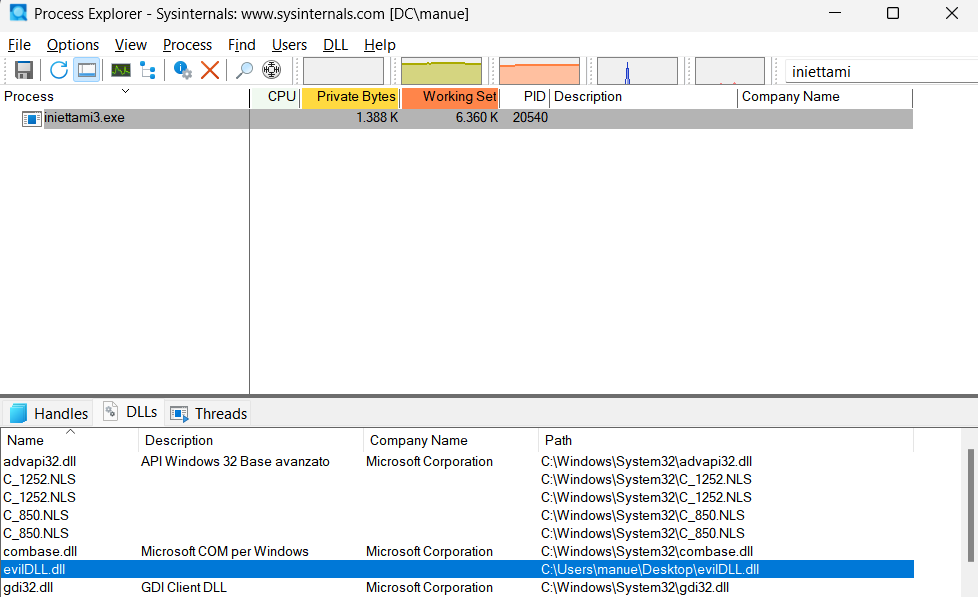 Process Explorer - Sysinternals: www.sysinternals.com [DC\manue]
File Options View Process Find Users DLL Help
iniettami
Process CPU Private Bytes Working Set PID Description Company Name
iniettami3.exe 1.388 K 6.360 K 20540
Handles DLLs Threads
Name Description Company Name Path
advapi32.dll API Windows 32 Base avanzato Microsoft Corporation C:\Windows\System32\advapi32.dll
C_1252.NLS C:\Windows\System32\C_1252.NLS
C_1252.NLS C:\Windows\System32\C_1252.NLS
C_850.NLS C:\Windows\System32\C_850.NLS
C_850.NLS C:\Windows\System32\C_850.NLS
combase.dll Microsoft COM per Windows Microsoft Corporation C:\Windows\System32\combase.dll
evilDLL.dll C:\Users\manue\Desktop\evilDLL.dll
gdi32.dll GDI Client DLL Microsoft Corporation C:\Windows\System32\gdi32.dll